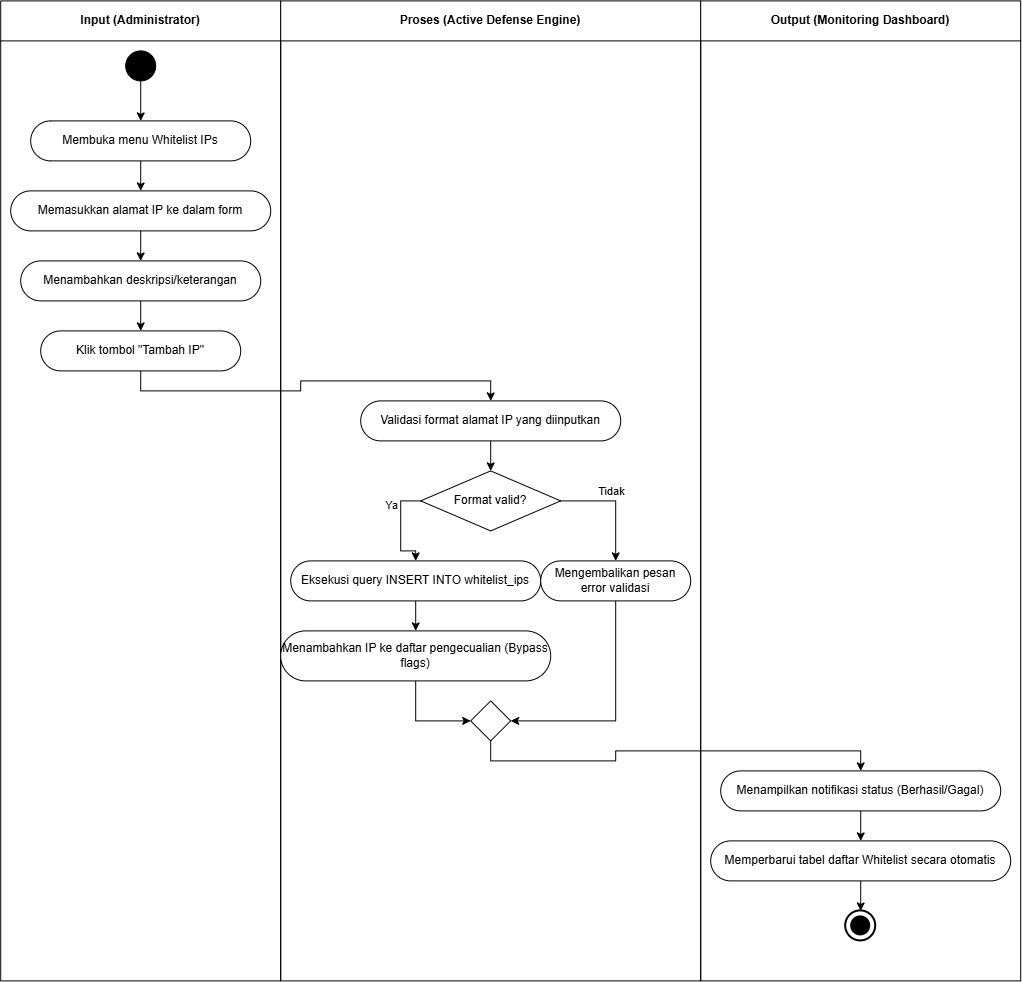 Input (Administrator)
Proses (Active Defense Engine)
Output (Monitoring Dashboard)
Membuka menu Whitelist IPs
Memasukkan alamat IP ke dalam form
Menambahkan deskripsi/keterangan
Klik tombol "Tambah IP"
Validasi format alamat IP yang diinputkan
Format valid?
Ya
Tidak
Eksekusi query INSERT INTO whitelist_ips
Mengembalikan pesan
error validasi
Menambahkan IP ke daftar pengecualian (Bypass
flags)
Menampilkan notifikasi status (Berhasil/Gagal)
Memperbarui tabel daftar Whitelist secara otomatis